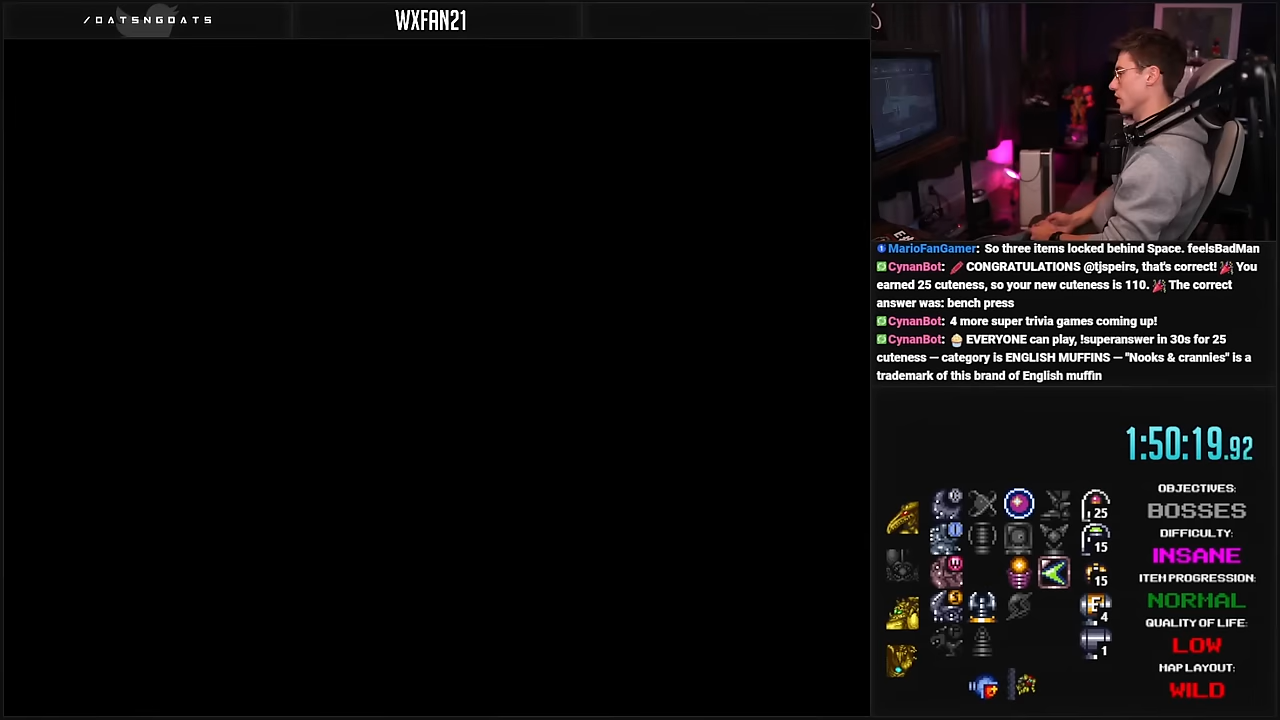 /OATSNGOATS
WXFAN21
MarioFanGamer: So three items locked behind Space. feelsBadMan
CynanBot: CONGRATULATIONS @tjspeirs, that's correct! You
earned 25 cuteness, so your new cuteness is 110. The correct
answer was: bench press
CynanBot: 4 more super trivia games coming up!
CynanBot: EVERYONE can play, !superanswer in 30s for 25
cuteness — category is ENGLISH MUFFINS — "Nooks & crannies" is a
trademark of this brand of English muffin
1:50:19.92
OBJECTIVES:
BOSSES
DIFFICULTY:
INSANE
ITEM PROGRESSION:
NORMAL
QUALITY OF LIFE:
LOW
MAP LAYOUT:
WILD
25
15
15
4
1